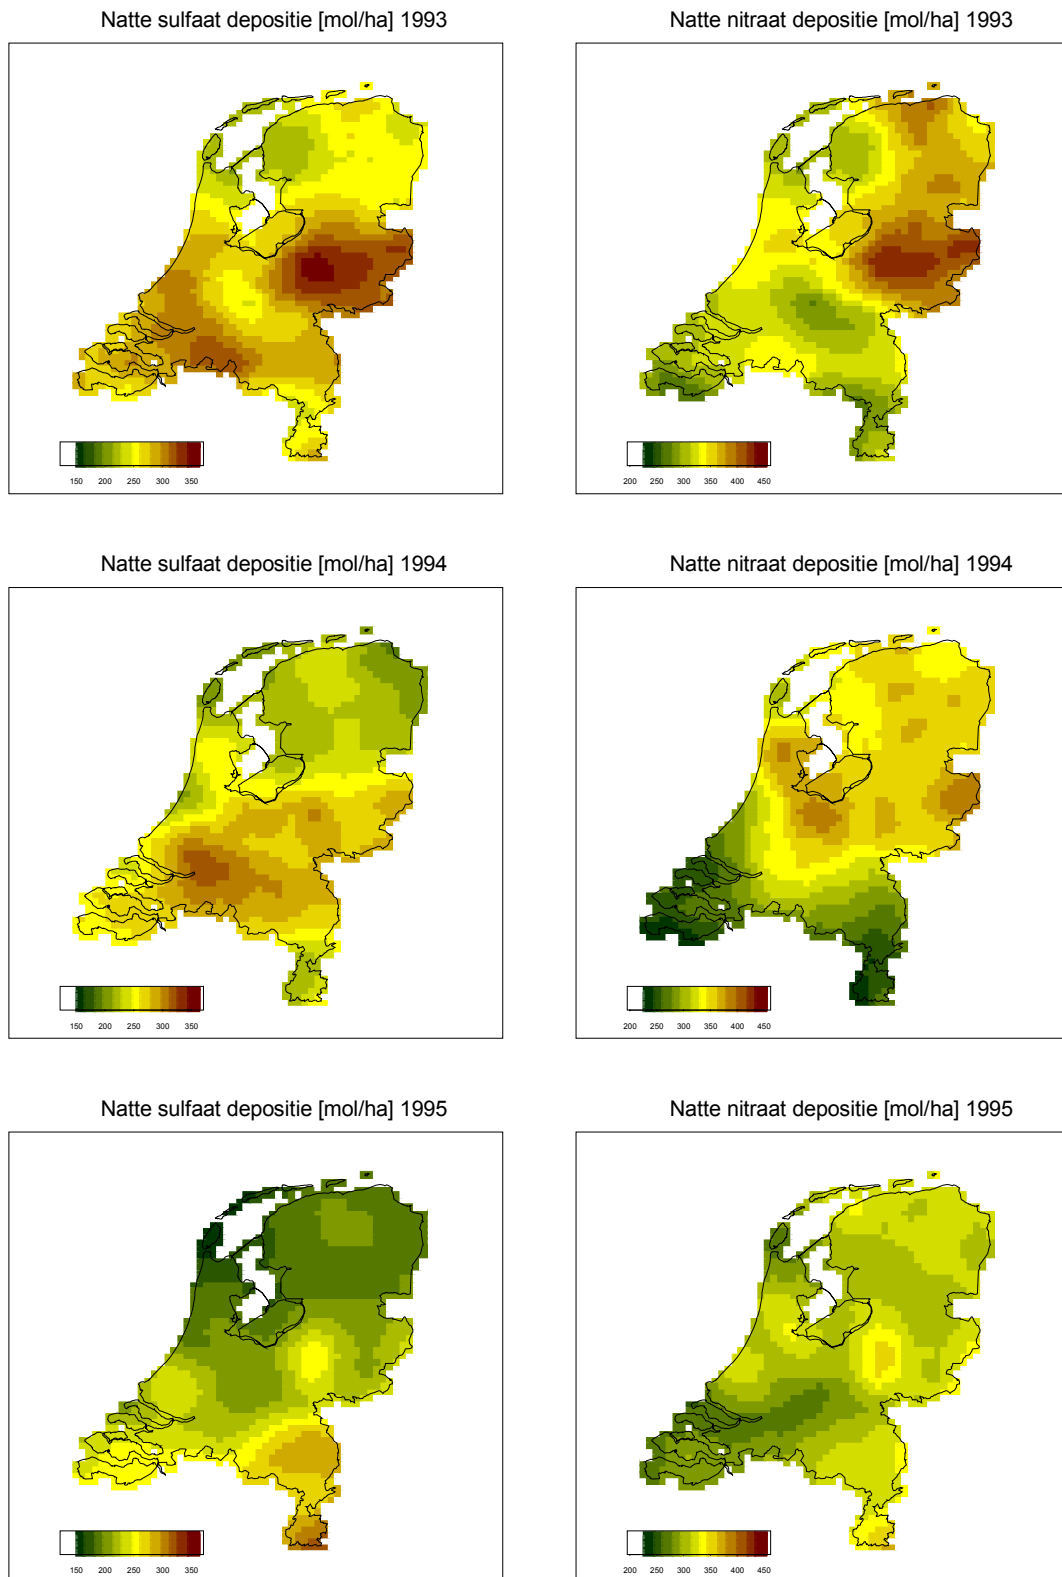 Natte sulfaat depositie [mol/ha] 1993
Natte nitraat depositie [mol/ha] 1993
150 200 250 300 350
200 250 300 350 400 450
Natte sulfaat depositie [mol/ha] 1994
Natte nitraat depositie [mol/ha] 1994
150 200 250 300 350
200 250 300 350 400 450
Natte sulfaat depositie [mol/ha] 1995
Natte nitraat depositie [mol/ha] 1995
150 200 250 300 350
200 250 300 350 400 450